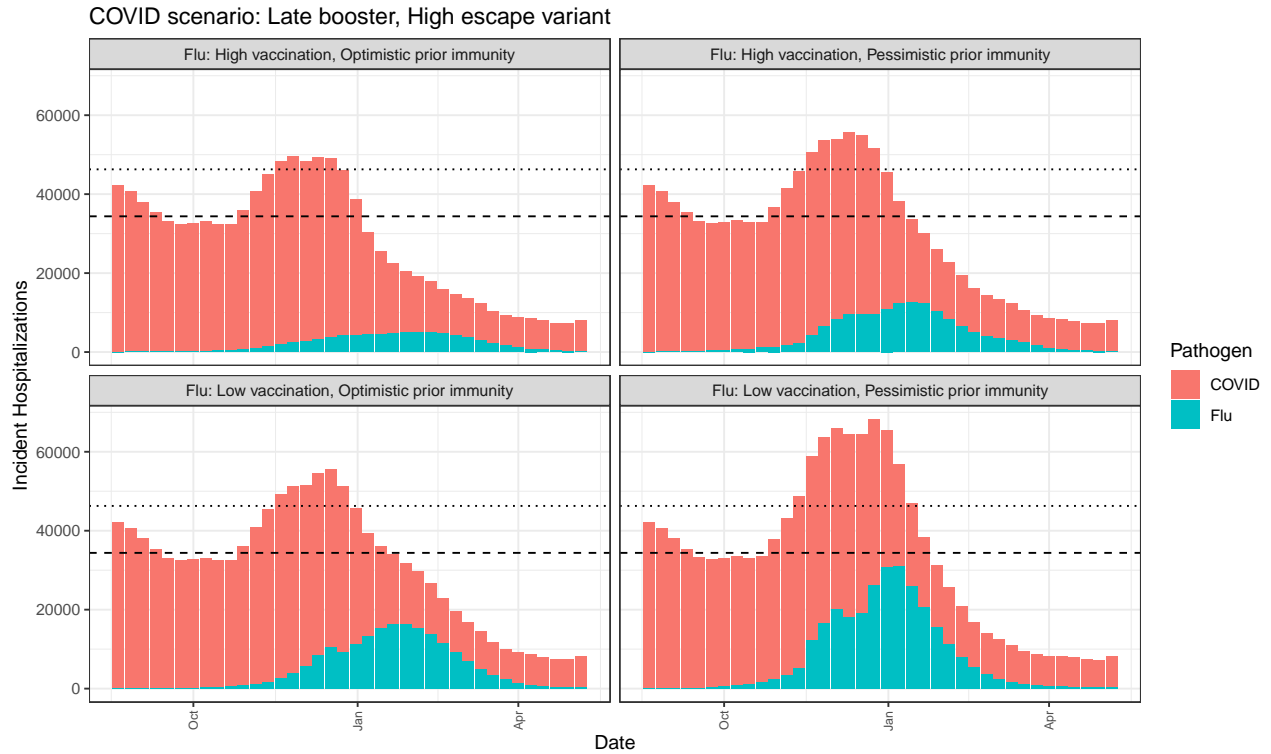 COVID scenario: Late booster, High escape variant
Flu: High vaccination, Optimistic prior immunity
Flu: High vaccination, Pessimistic prior immunity
60000
40000
20000
0
Flu: Low vaccination, Optimistic prior immunity
Flu: Low vaccination, Pessimistic prior immunity
60000
40000
20000
0
Incident Hospitalizations
Oct
Jan
Apr
Oct
Jan
Apr
Date
Pathogen
COVID
Flu